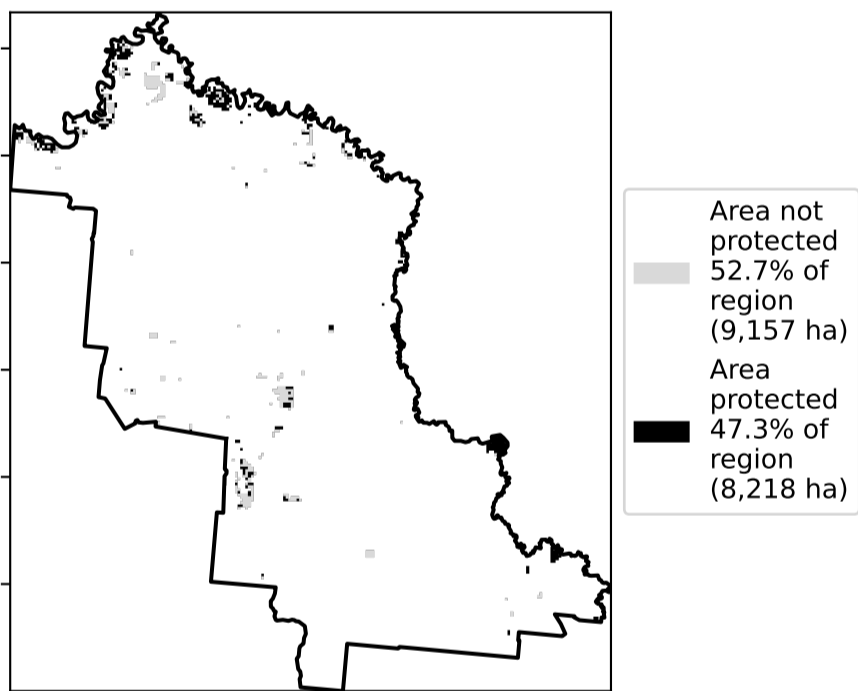 Area not
protected
52.7% of
region
(9,157 ha)
Area
protected
47.3% of
region
(8,218 ha)